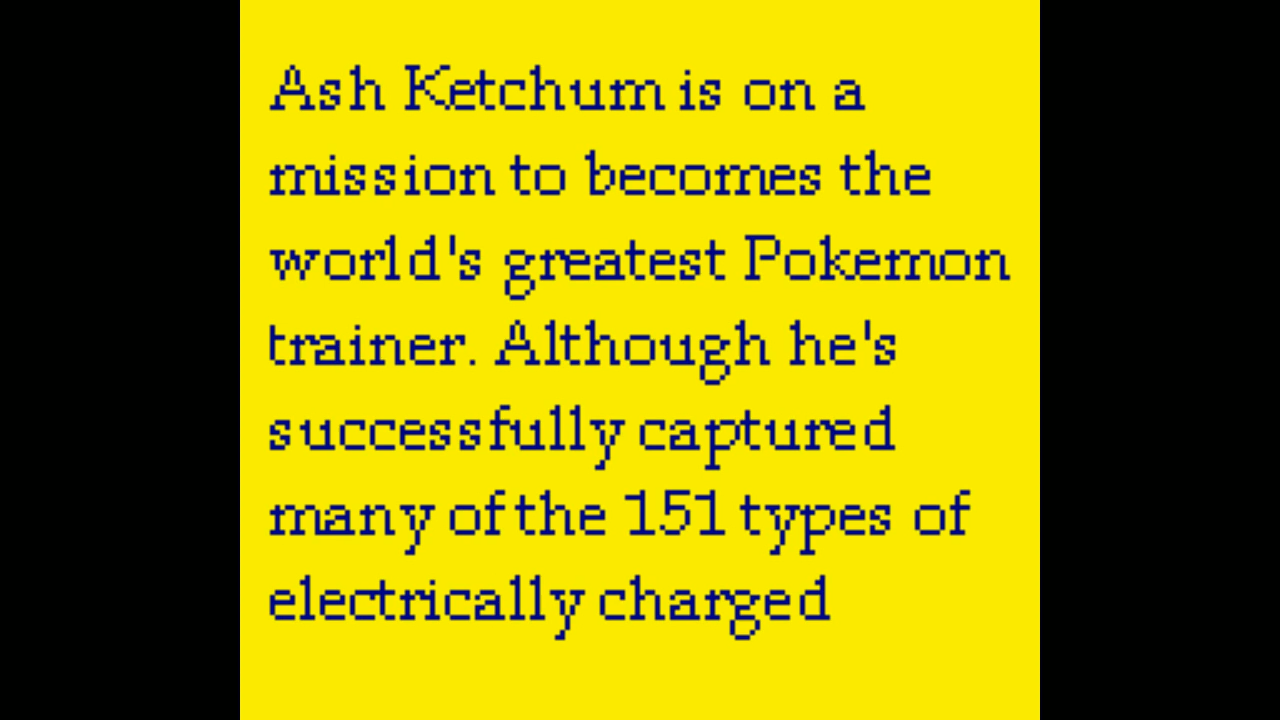 Ash Ketchum is on a
mission to becomes the
world's greatest Pokemon
trainer. Although he's
successfully captured
many of the 151 types of
electrically charged